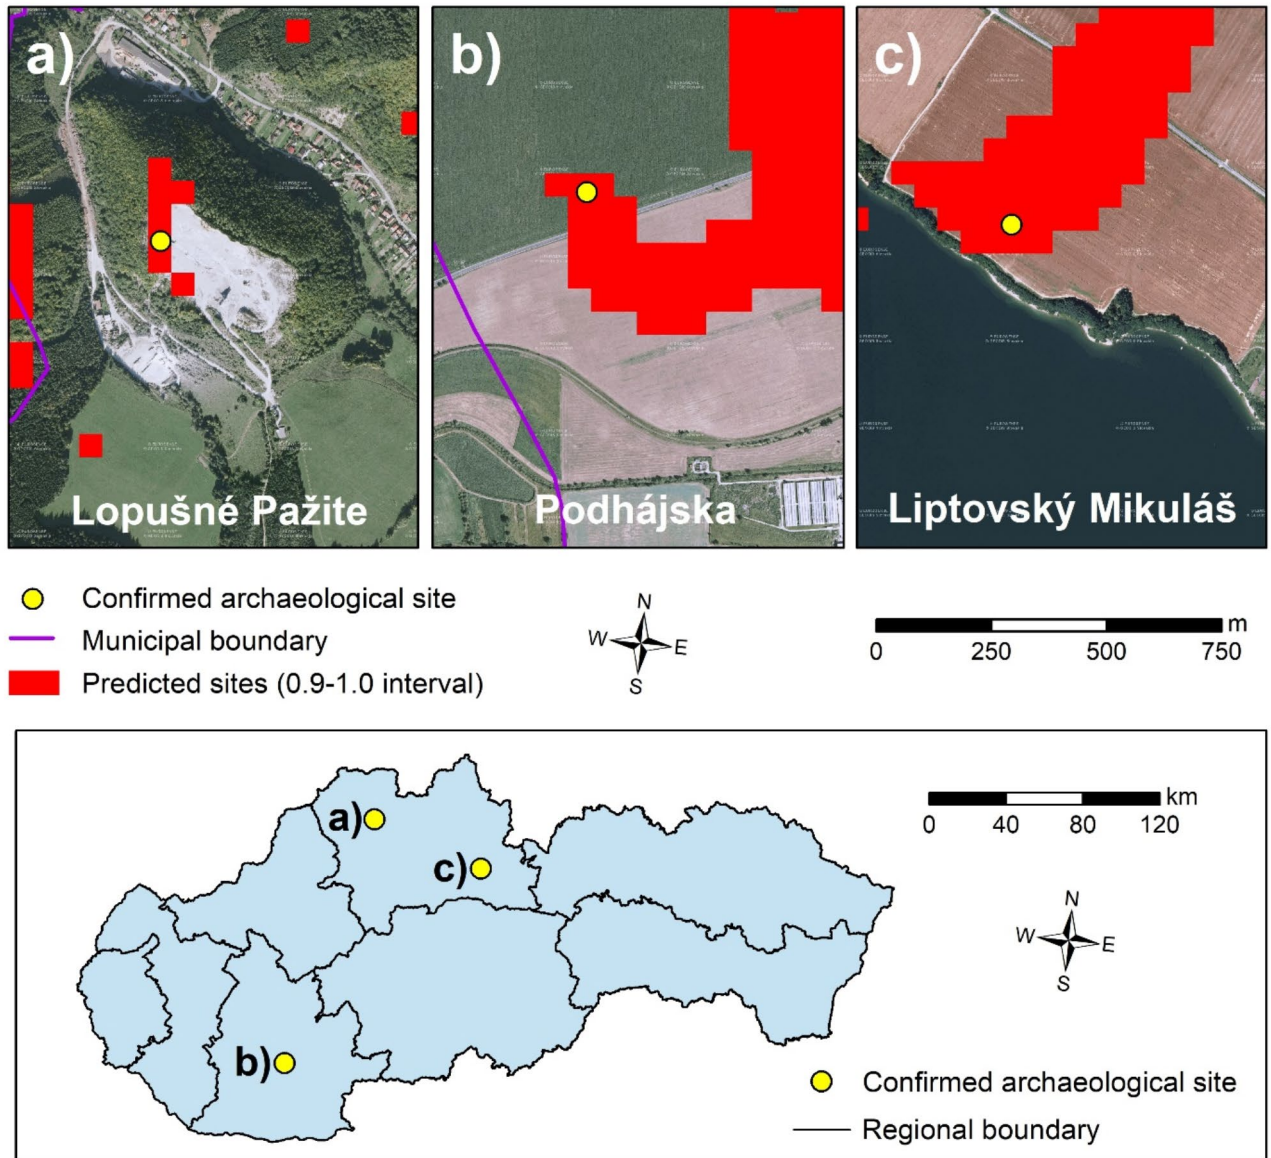 a)
Lopušné Pažite
b)
Podhájska
c)
Liptovský Mikuláš
Confirmed archaeological site
Municipal boundary
Predicted sites (0.9-1.0 interval)
N
W
E
S
m
0 250 500 750
a)
c)
b)
km
0 40 80 120
N
W
E
S
Confirmed archaeological site
Regional boundary